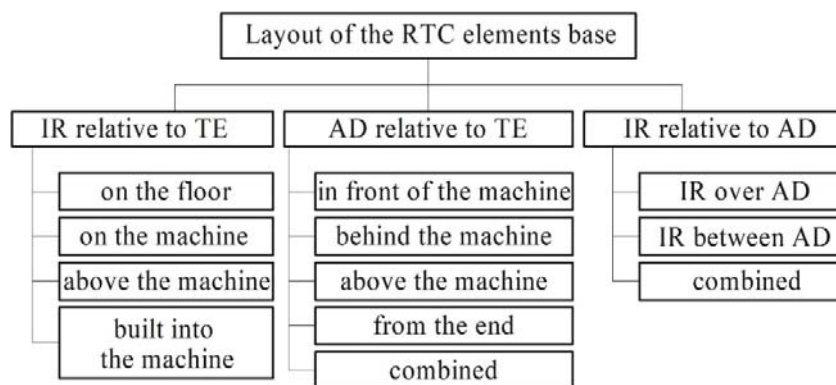 Layout of the RTC elements base
IR relative to TE
on the floor
on the machine
above the machine
built into
the machine
AD relative to TE
in front of the machine
behind the machine
above the machine
from the end
combined
IR relative to AD
IR over AD
IR between AD
combined